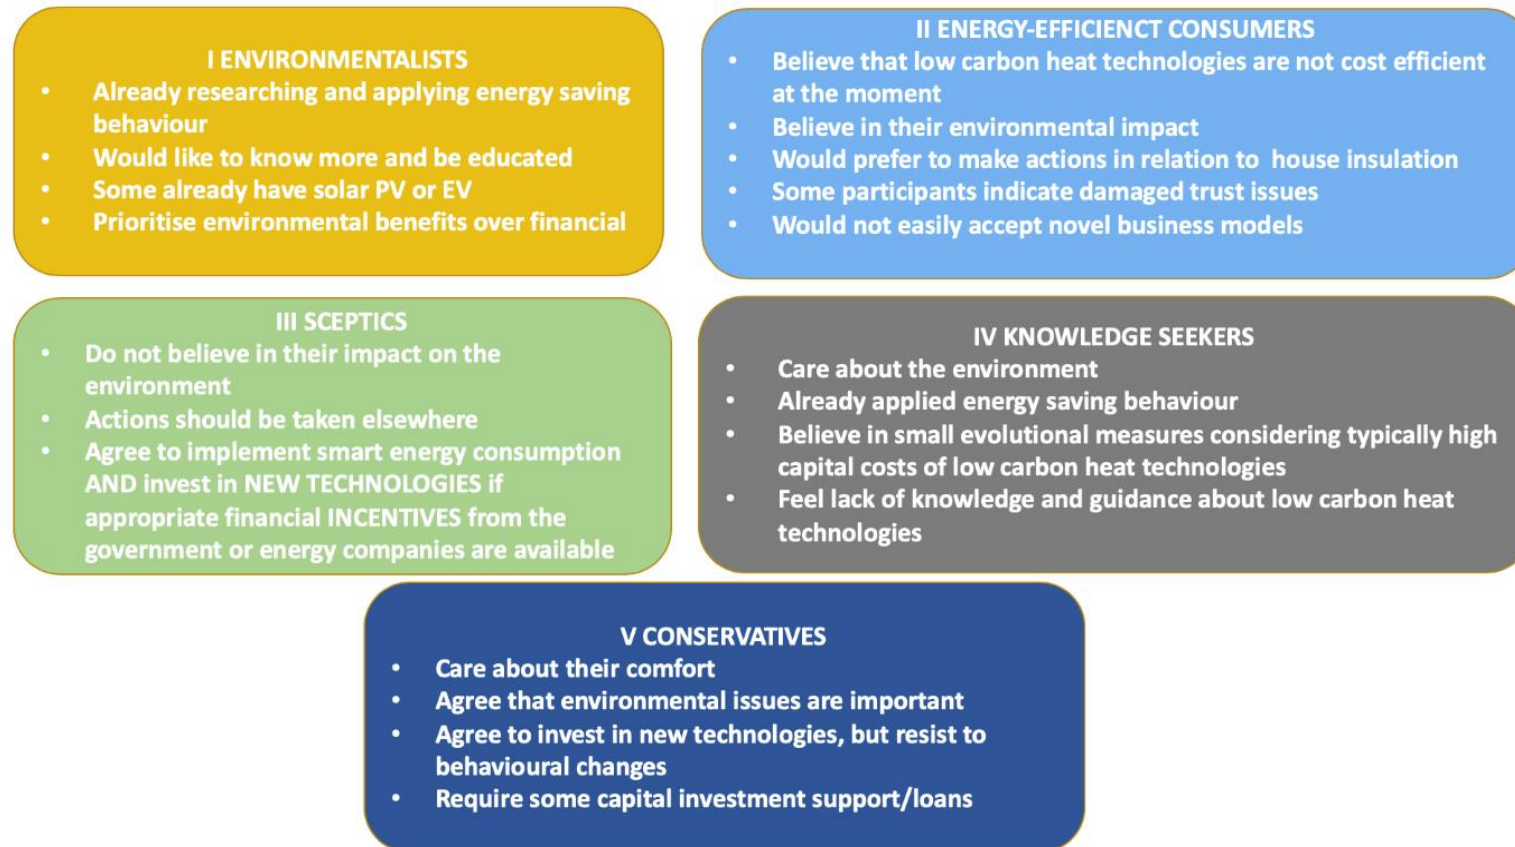 I ENVIRONMENTALISTS
• Already researching and applying energy saving
behaviour
• Would like to know more and be educated
• Some already have solar PV or EV
• Prioritise environmental benefits over financial
II ENERGY-EFFICIENCT CONSUMERS
• Believe that low carbon heat technologies are not cost efficient
at the moment
• Believe in their environmental impact
• Would prefer to make actions in relation to house insulation
• Some participants indicate damaged trust issues
• Would not easily accept novel business models
III SCEPTICS
• Do not believe in their impact on the
environment
• Actions should be taken elsewhere
• Agree to implement smart energy consumption
AND invest in NEW TECHNOLOGIES if
appropriate financial INCENTIVES from the
government or energy companies are available
IV KNOWLEDGE SEEKERS
• Care about the environment
• Already applied energy saving behaviour
• Believe in small evolutional measures considering typically high
capital costs of low carbon heat technologies
• Feel lack of knowledge and guidance about low carbon heat
technologies
V CONSERVATIVES
• Care about their comfort
• Agree that environmental issues are important
• Agree to invest in new technologies, but resist to
behavioural changes
• Require some capital investment support/loans